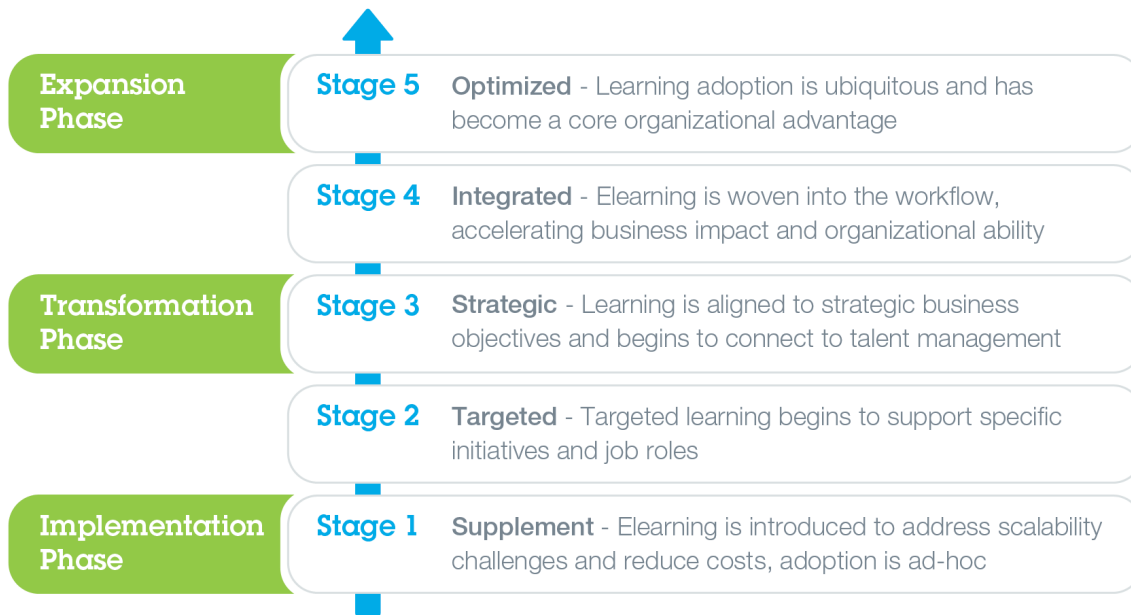 Expansion
Phase
Stage 5
Optimized - Learning adoption is ubiquitous and has
become a core organizational advantage
Stage 4
Integrated - Elearning is woven into the workflow,
accelerating business impact and organizational ability
Transformation
Phase
Stage 3
Strategic - Learning is aligned to strategic business
objectives and begins to connect to talent management
Stage 2
Targeted - Targeted learning begins to support specific
initiatives and job roles
Implementation
Phase
Stage 1
Supplement - Elearning is introduced to address scalability
challenges and reduce costs, adoption is ad-hoc